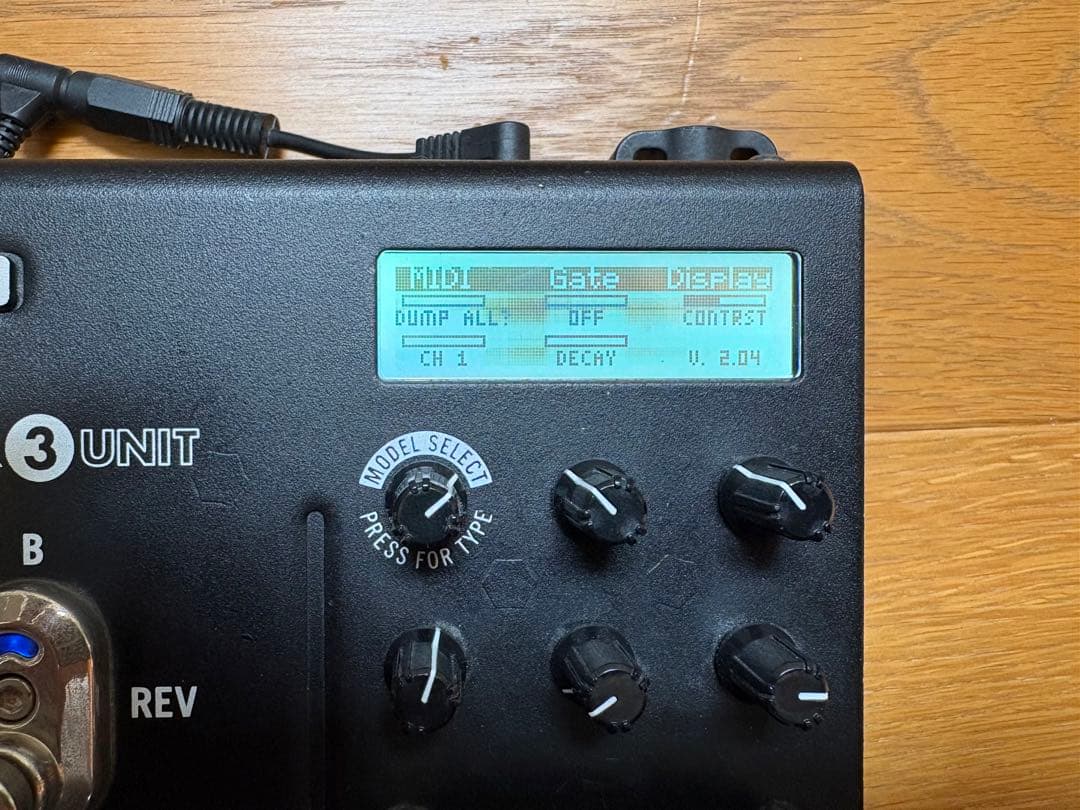 MIDI Gate Display
DUMP ALL? OFF CONTRST
CH 1 DECAY V. 2.04
3 UNIT
MODEL SELECT
PRESS FOR TYPE
B
REV